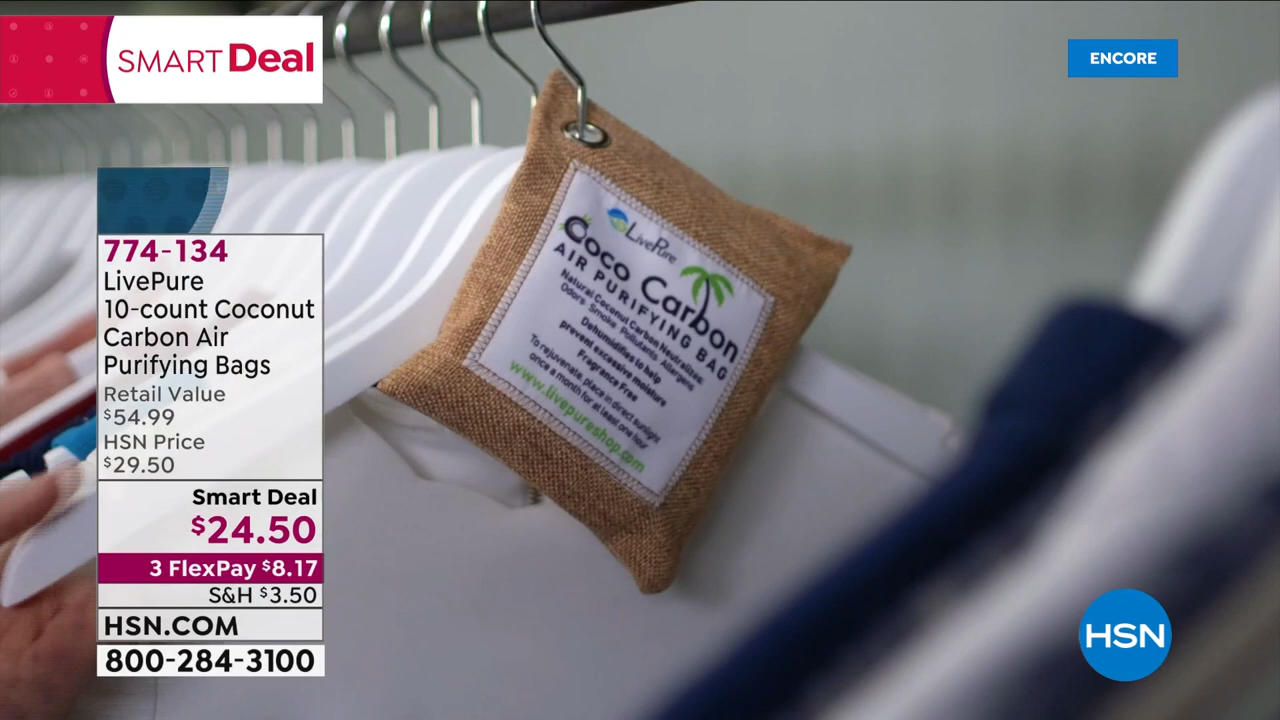 SMART Deal
ENCORE
774-134
LivePure
10-count Coconut
Carbon Air
Purifying Bags
Retail Value
$54.99
HSN Price
$29.50
Smart Deal
$24.50
3 FlexPay $8.17
S&H $3.50
HSN.COM
800-284-3100
LivePure
Coco Carbon
AIR PURIFYING BAG
Natural Coconut Carbon Neutralizes:
Odors Smoke Pollutants Allergens
Dehumidifies to help
prevent excessive moisture
Fragrance Free
To rejuvenate, place in direct sunlight
once a month for at least one hour
www.livepureshop.com
HSN